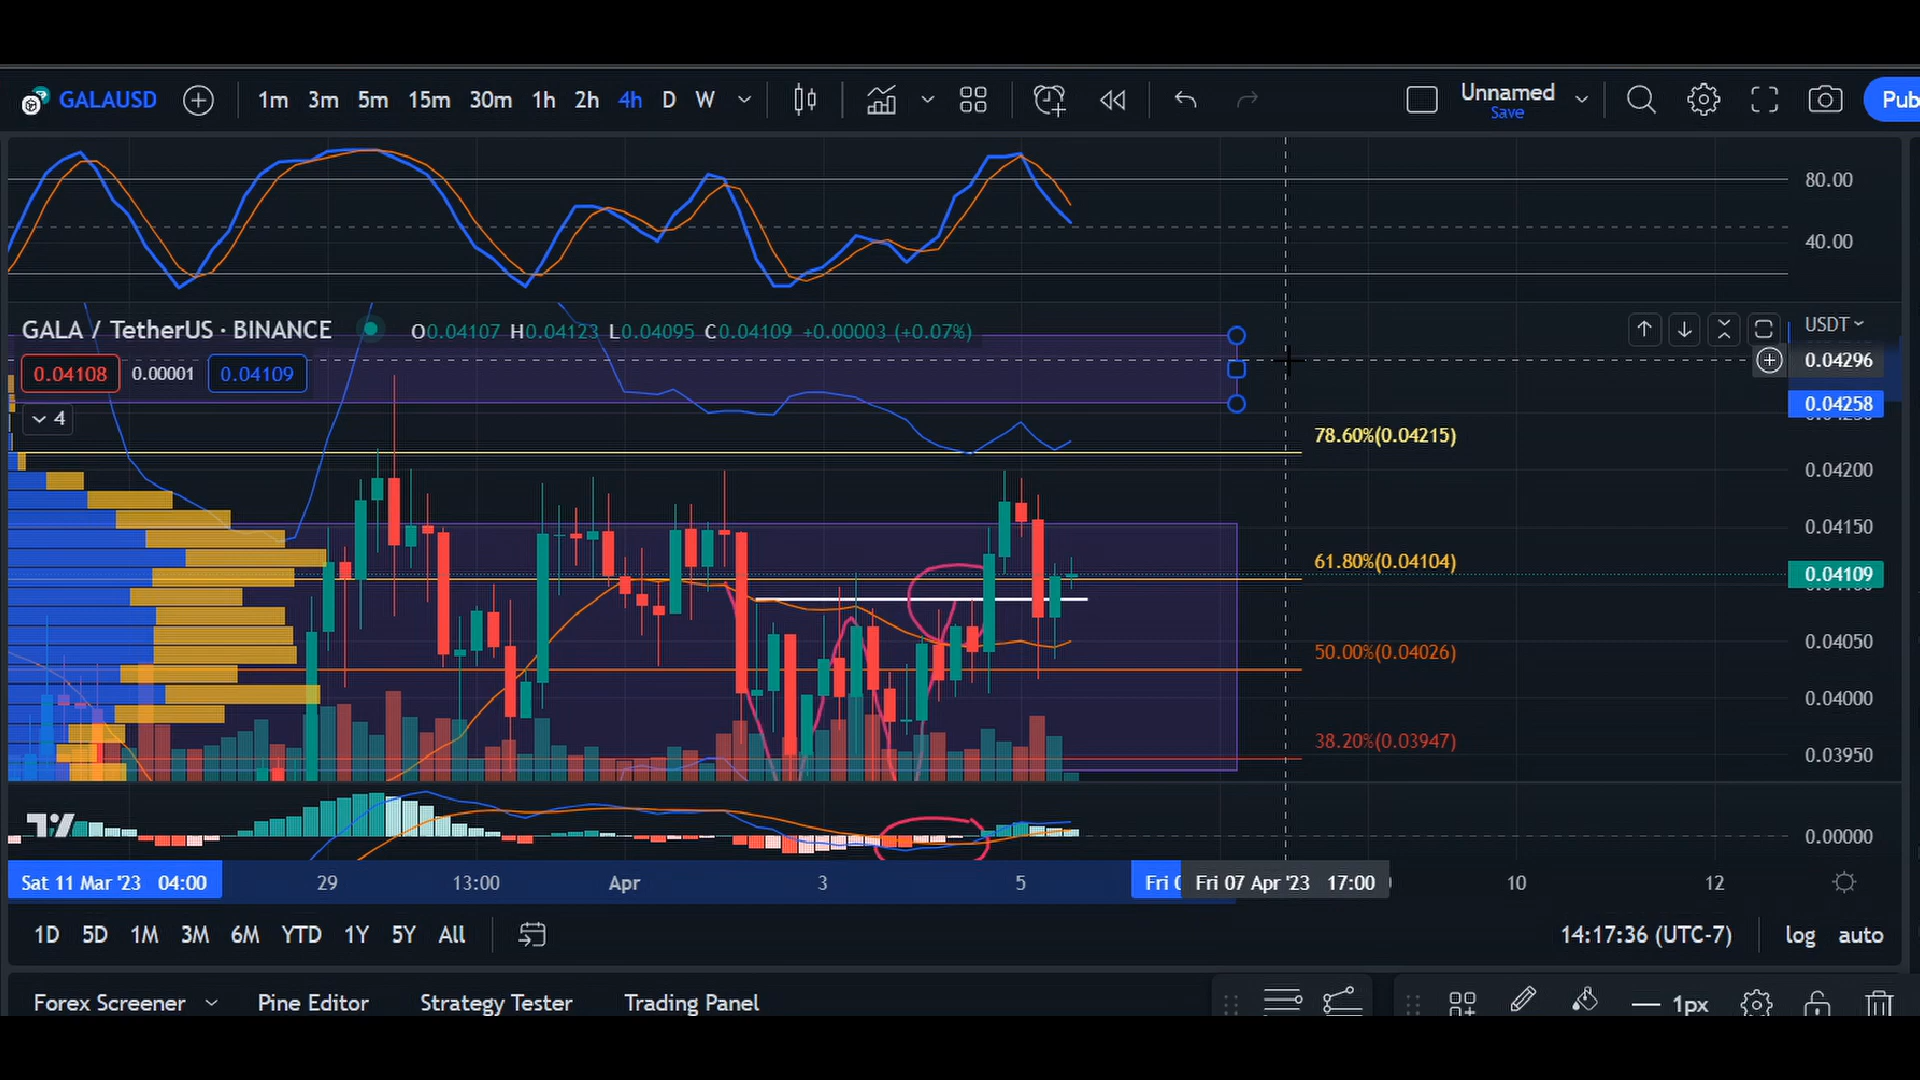 GALAUSD 1m 3m 5m 15m 30m 1h 2h 4h D W Unnamed Pub
Save
80.00
40.00
GALA / TetherUS · BINANCE O0.04107 H0.04123 L0.04095 C0.04109 +0.00003 (+0.07%) USDT
0.04108 0.00001 0.04109 0.04296
4 0.04258
78.60%(0.04215)
0.04200
0.04150
61.80%(0.04104)
0.04109
0.04050
50.00%(0.04026)
0.04000
38.20%(0.03947)
0.03950
0.00000
Sat 11 Mar '23 04:00 29 13:00 Apr 3 5 Fri Fri 07 Apr '23 17:00 10 12
1D 5D 1M 3M 6M YTD 1Y 5Y All 14:17:36 (UTC-7) log auto
Forex Screener Pine Editor Strategy Tester Trading Panel 1px